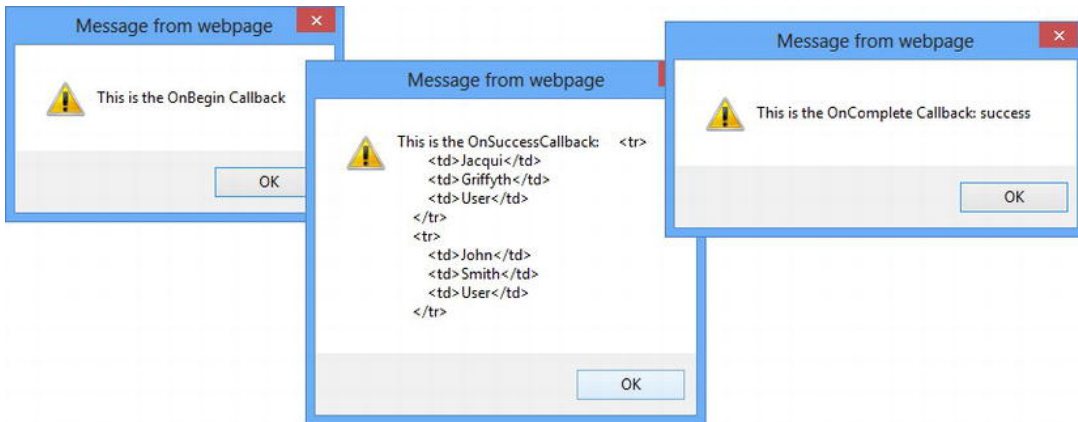 Message from webpage
This is the OnBegin Callback
OK
Message from webpage
This is the OnSuccessCallback: <tr>
<td>Jacqui</td>
<td>Griffyth</td>
<td>User</td>
</tr>
<tr>
<td>John</td>
<td>Smith</td>
<td>User</td>
</tr>
OK
Message from webpage
This is the OnComplete Callback: success
OK